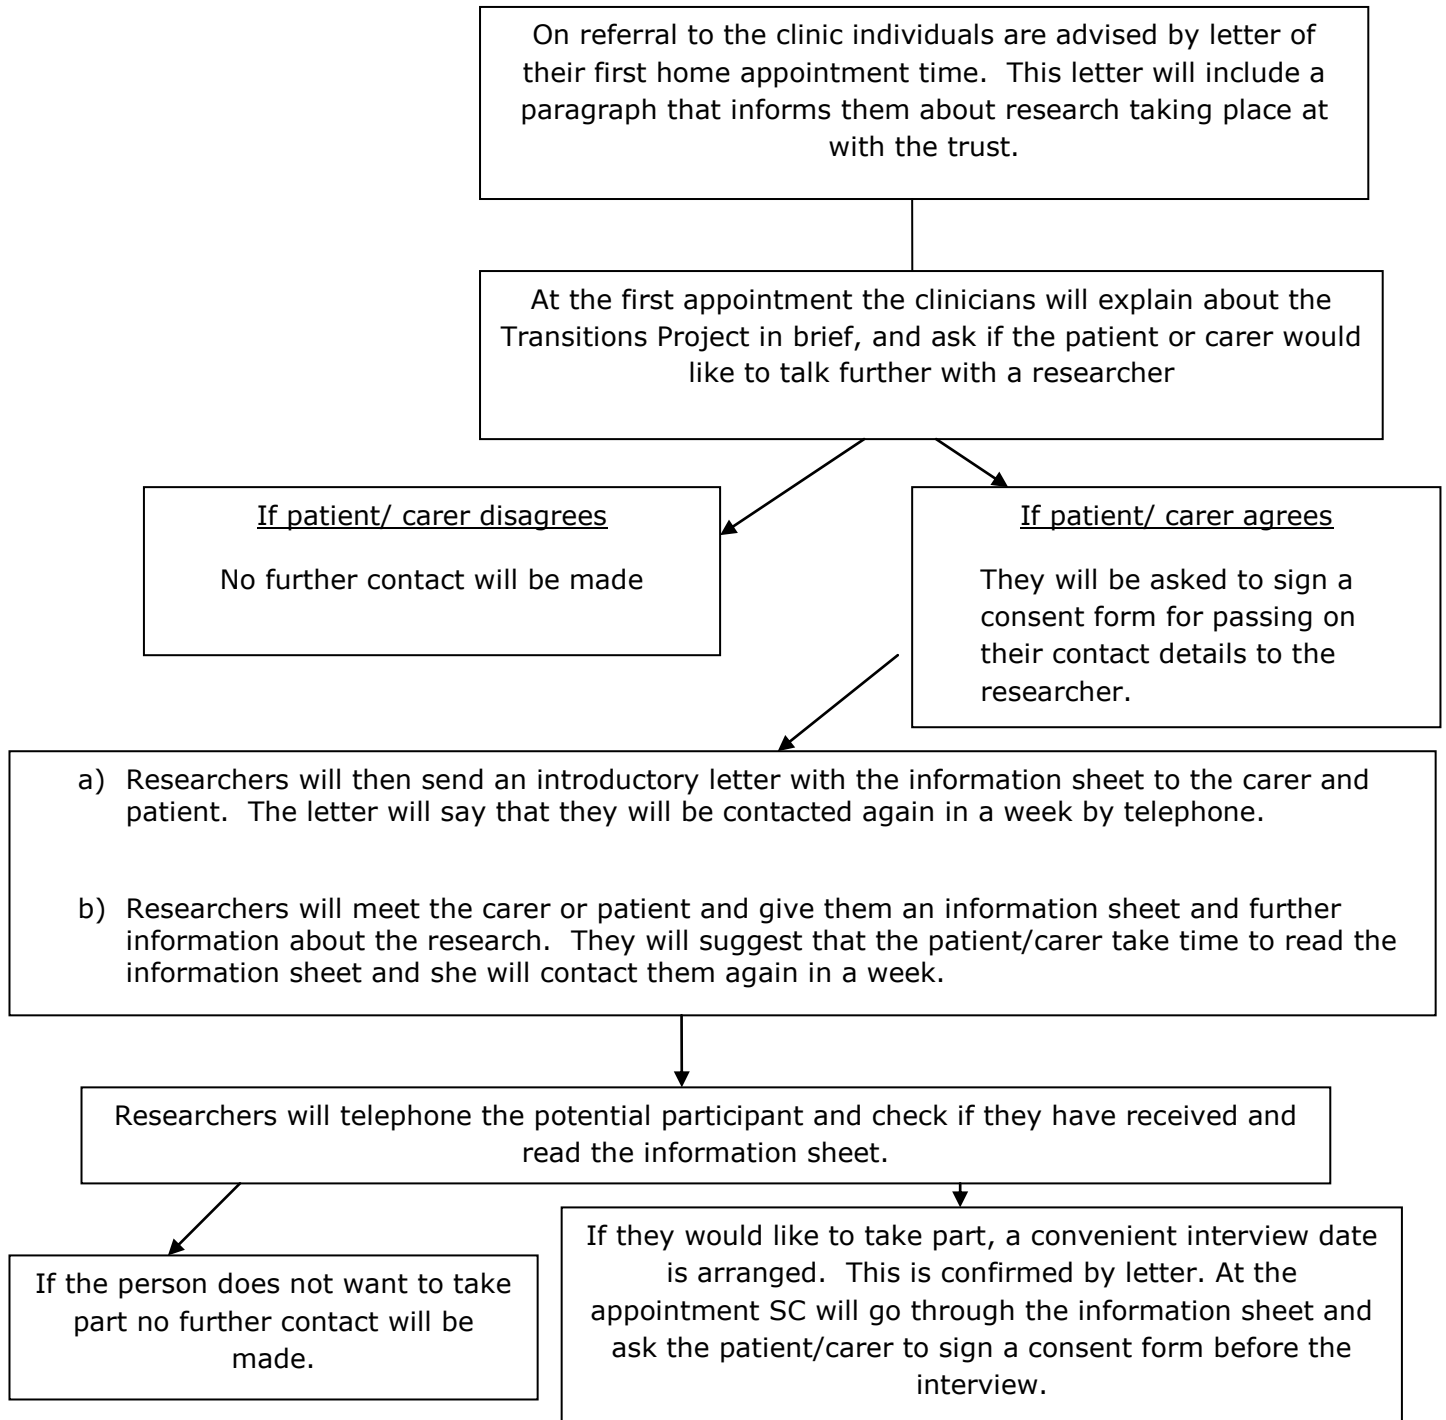 On referral to the clinic individuals are advised by letter of
their first home appointment time.  This letter will include a
paragraph that informs them about research taking place at
with the trust.
At the first appointment the clinicians will explain about the
Transitions Project in brief, and ask if the patient or carer would
like to talk further with a researcher
If patient/ carer disagrees
No further contact will be made
If patient/ carer agrees
They will be asked to sign a
consent form for passing on
their contact details to the
researcher.
a) Researchers will then send an introductory letter with the information sheet to the carer and
patient.  The letter will say that they will be contacted again in a week by telephone.
b) Researchers will meet the carer or patient and give them an information sheet and further
information about the research.  They will suggest that the patient/carer take time to read the
information sheet and she will contact them again in a week.
Researchers will telephone the potential participant and check if they have received and
read the information sheet.
If the person does not want to take
part no further contact will be
made.
If they would like to take part, a convenient interview date
is arranged.  This is confirmed by letter. At the
appointment SC will go through the information sheet and
ask the patient/carer to sign a consent form before the
interview.